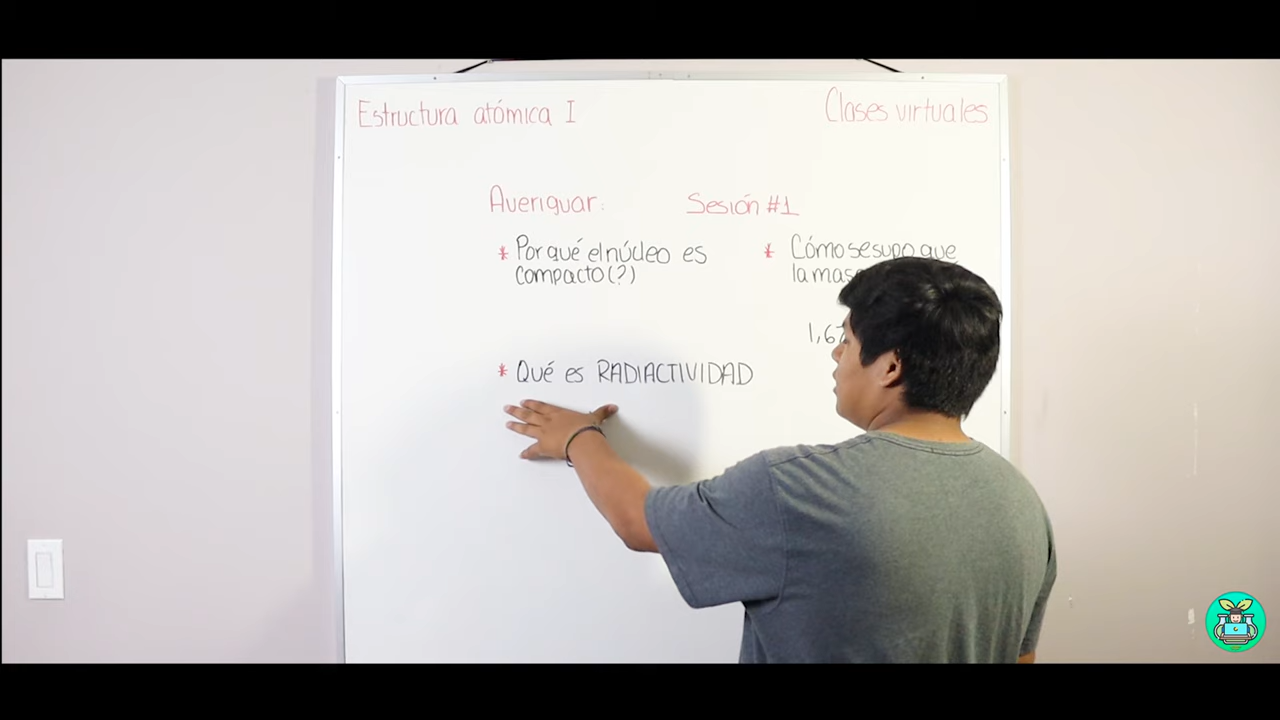 Estructura atómica I
Clases virtuales
Averiguar:
Sesión #1
* Por qué el núcleo es
compacto (?)
* Cómo se supo que
la
1,6
* Qué es RADIACTIVIDAD